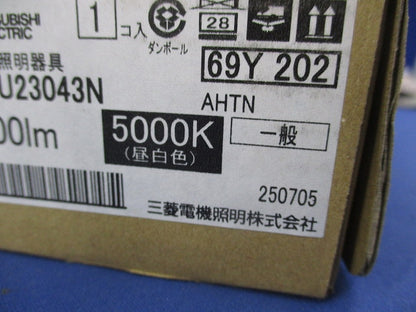 UBISHI 1 コ入 ダンボール 28
CTRIC
照明器具 69Y 202
U23043N AHTN
00lm 5000K 一般
(昼白色)
250705
三菱電機照明株式会社